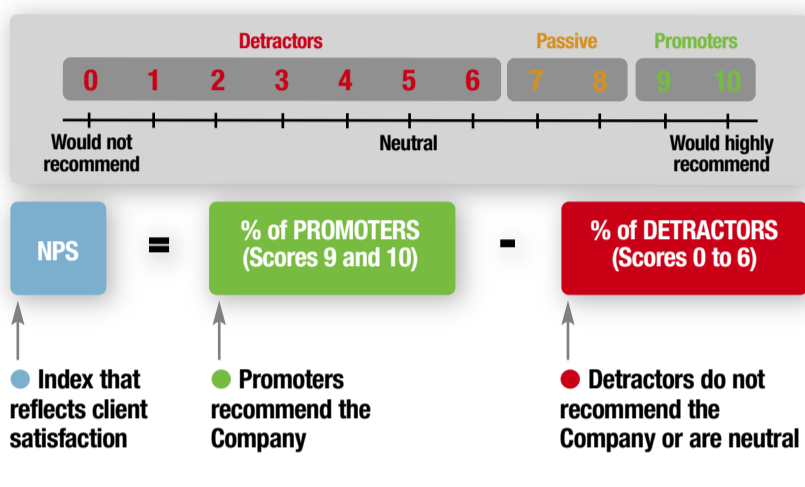 Detractors Passive Promoters
0 1 2 3 4 5 6 7 8 9 10
Would not Neutral Would highly
recommend recommend
NPS = % of PROMOTERS - % of DETRACTORS
(Scores 9 and 10) (Scores 0 to 6)
Index that
reflects client
satisfaction
Promoters
recommend the
Company
Detractors do not
recommend the
Company or are neutral